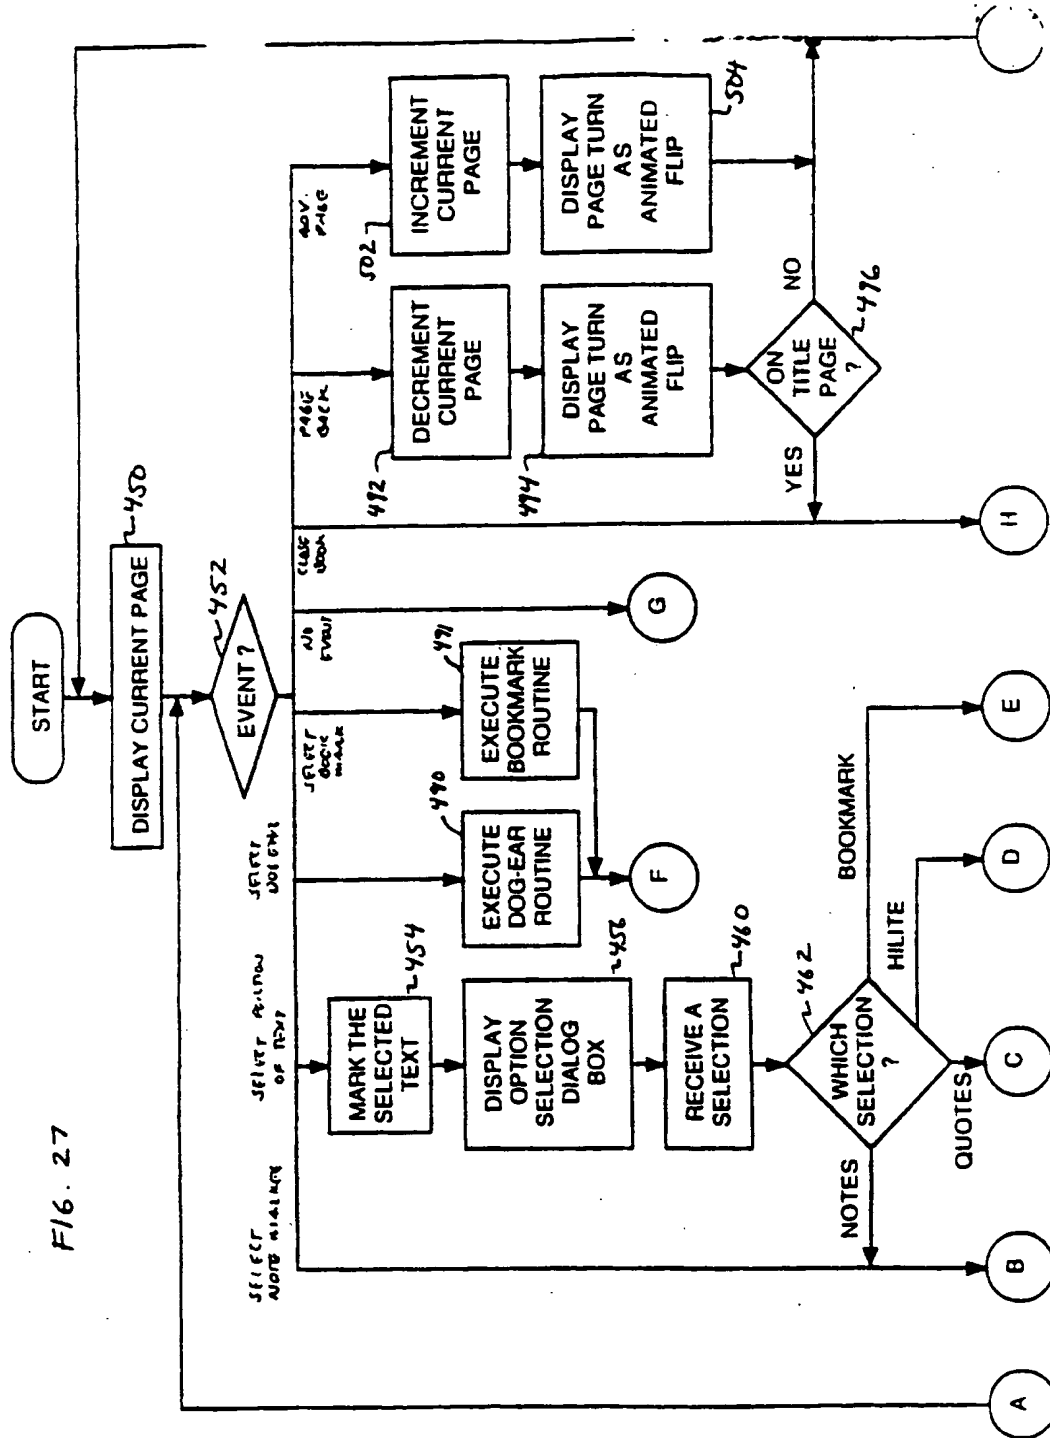 FIG. 27
START
DISPLAY CURRENT PAGE
450
EVENT?
452
SELECT
NOTE MARKER
SELECT PORTION
OF TEXT
SELECT
DOG EAR
SELECT
BOOK
MARK
NO
EVENT
CLOSE
BOOK
PAGE
BACK
ADV.
PAGE
MARK THE
SELECTED
TEXT
454
DISPLAY
OPTION
SELECTION
DIALOG
BOX
456
RECEIVE A
SELECTION
460
WHICH
SELECTION
?
462
NOTES
QUOTES
HILITE
BOOKMARK
EXECUTE
DOG-EAR
ROUTINE
490
EXECUTE
BOOKMARK
ROUTINE
491
DECREMENT
CURRENT
PAGE
492
DISPLAY
PAGE TURN
AS
ANIMATED
FLIP
494
ON
TITLE
PAGE
?
496
YES
NO
INCREMENT
CURRENT
PAGE
502
DISPLAY
PAGE TURN
AS
ANIMATED
FLIP
504
A
B
C
D
E
F
G
H